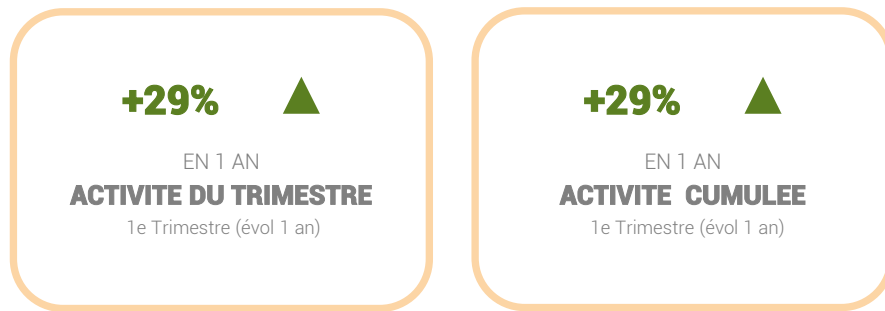 +29%
EN 1 AN
ACTIVITE DU TRIMESTRE
1e Trimestre (évol 1 an)
+29%
EN 1 AN
ACTIVITE CUMULEE
1e Trimestre (évol 1 an)